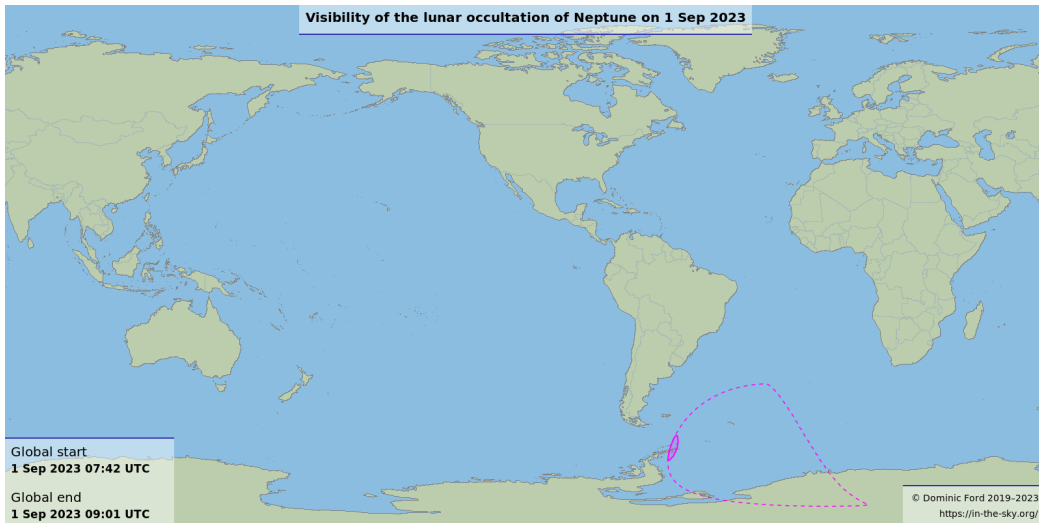 Visibility of the lunar occultation of Neptune on 1 Sep 2023
Global start
1 Sep 2023 07:42 UTC
Global end
1 Sep 2023 09:01 UTC
© Dominic Ford 2019–2023
https://in-the-sky.org/